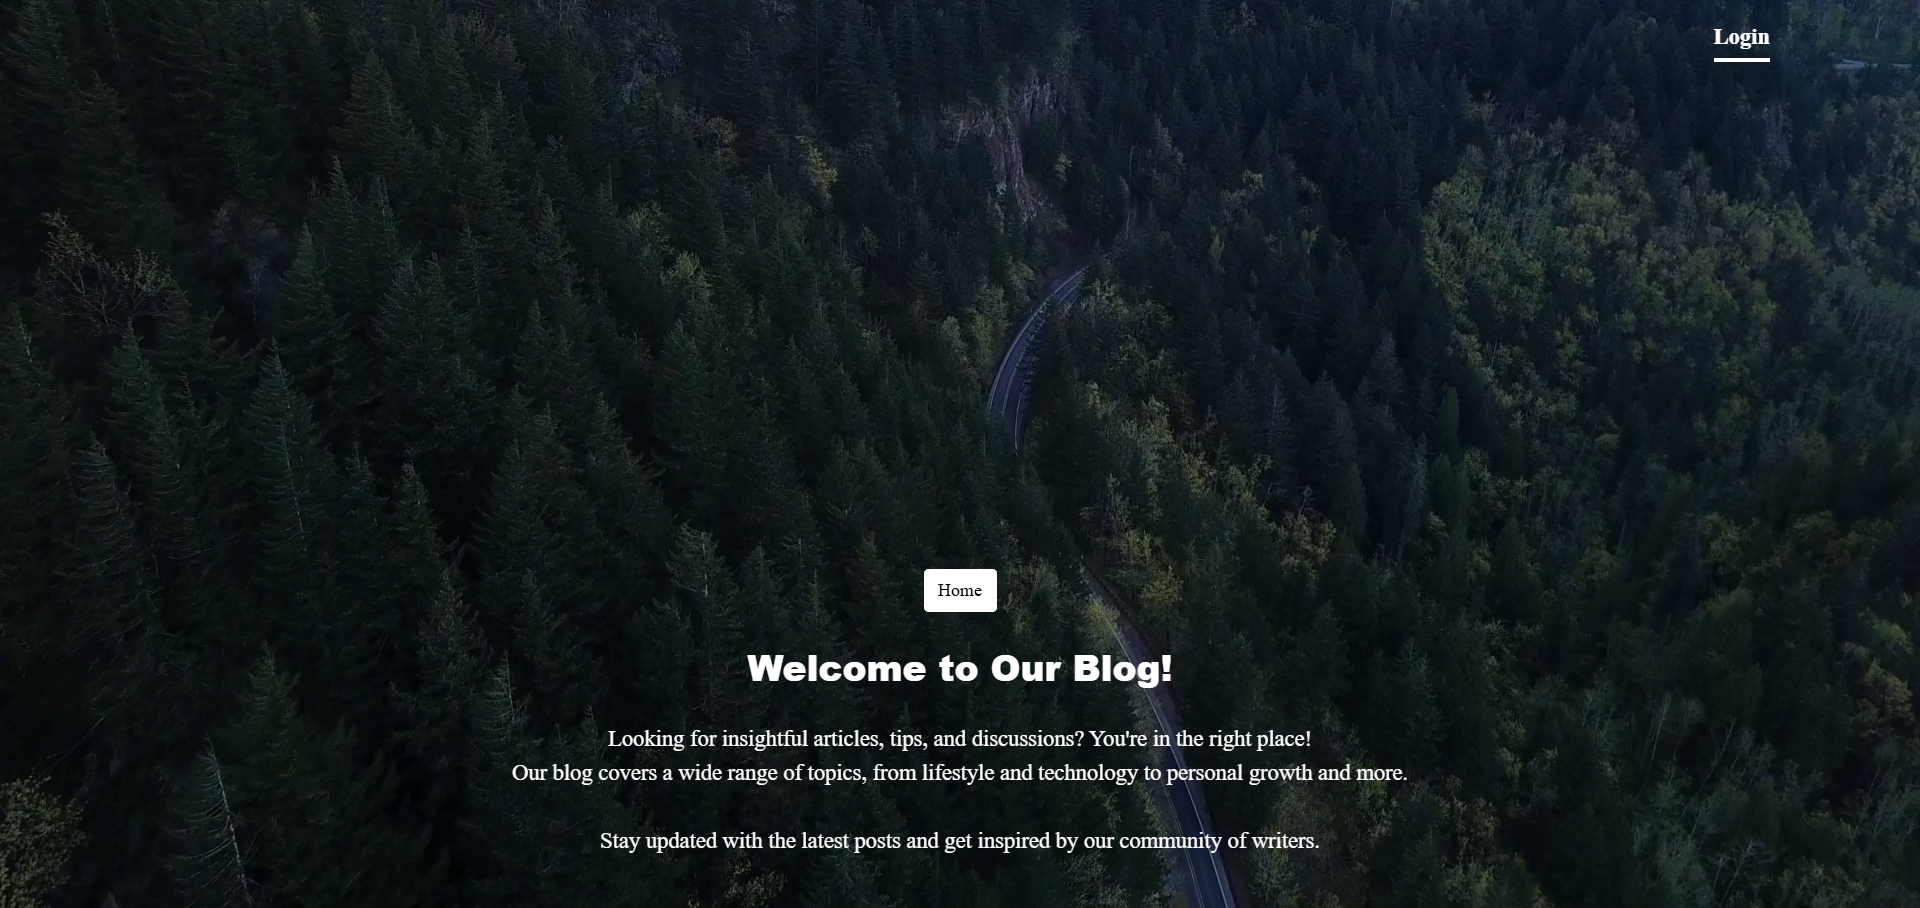 Login
Home
Welcome to Our Blog!
Looking for insightful articles, tips, and discussions? You're in the right place!
Our blog covers a wide range of topics, from lifestyle and technology to personal growth and more.
Stay updated with the latest posts and get inspired by our community of writers.